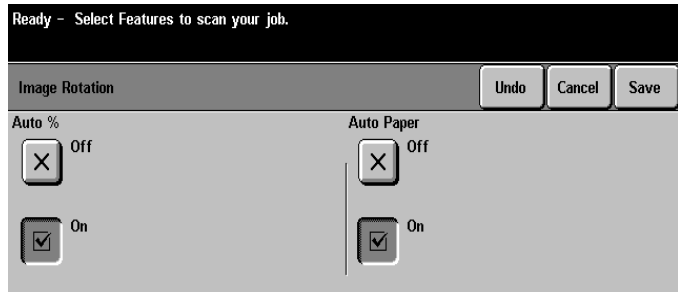 Ready - Select Features to scan your job.
Image Rotation
Undo
Cancel
Save
Auto %
Off
On
Auto Paper
Off
On